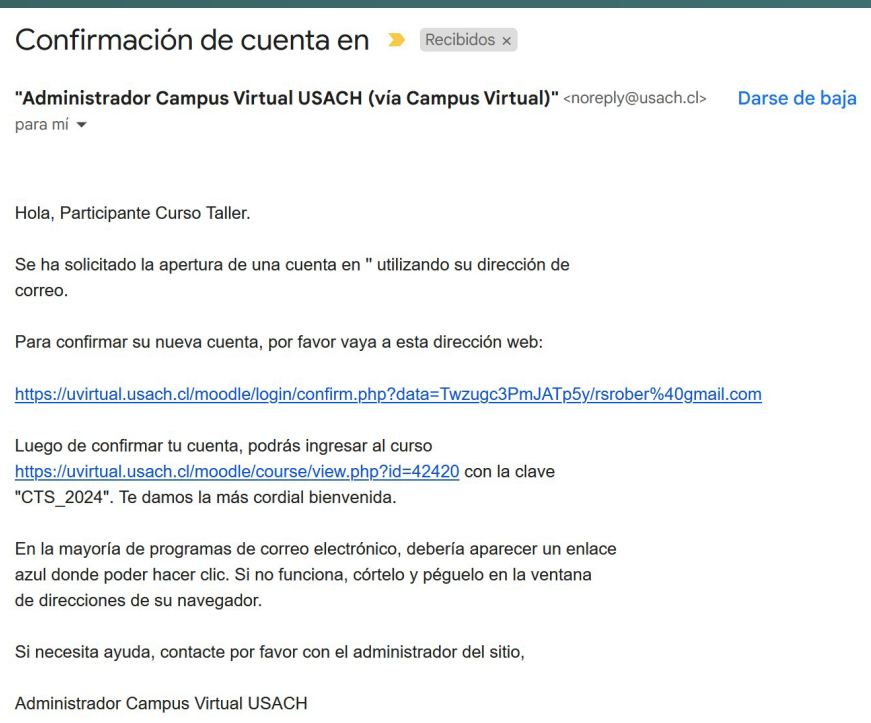 Confirmación de cuenta en Recibidos ×
"Administrador Campus Virtual USACH (vía Campus Virtual)" <noreply@usach.cl> Darse de baja
para mí
Hola, Participante Curso Taller.
Se ha solicitado la apertura de una cuenta en '' utilizando su dirección de
correo.
Para confirmar su nueva cuenta, por favor vaya a esta dirección web:
https://uvirtual.usach.cl/moodle/login/confirm.php?data=Twzugc3PmJATp5y/rsrober%40gmail.com
Luego de confirmar tu cuenta, podrás ingresar al curso
https://uvirtual.usach.cl/moodle/course/view.php?id=42420 con la clave
"CTS_2024". Te damos la más cordial bienvenida.
En la mayoría de programas de correo electrónico, debería aparecer un enlace
azul donde poder hacer clic. Si no funciona, córtelo y péguelo en la ventana
de direcciones de su navegador.
Si necesita ayuda, contacte por favor con el administrador del sitio,
Administrador Campus Virtual USACH